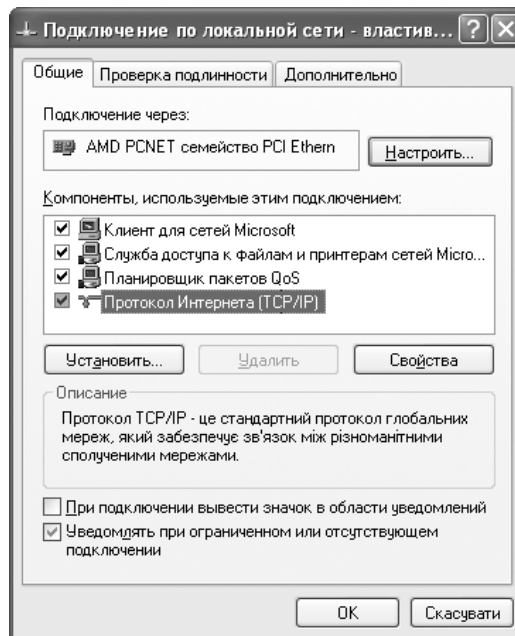 Подключение по локальной сети - властив...
Общие Проверка подлинности Дополнительно
Подключение через:
AMD PCNET семейство PCI Ethern
Настроить...
Компоненты, используемые этим подключением:
Клиент для сетей Microsoft
Служба доступа к файлам и принтерам сетей Micro...
Планировщик пакетов QoS
Протокол Интернета (TCP/IP)
Установить... Удалить Свойства
Описание
Протокол TCP/IP - це стандартний протокол глобальних
мереж, який забезпечує зв'язок між різноманітними
сполученими мережами.
При подключении вывести значок в области уведомлений
Уведомлять при ограниченном или отсутствующем
подключении
OK Скасувати